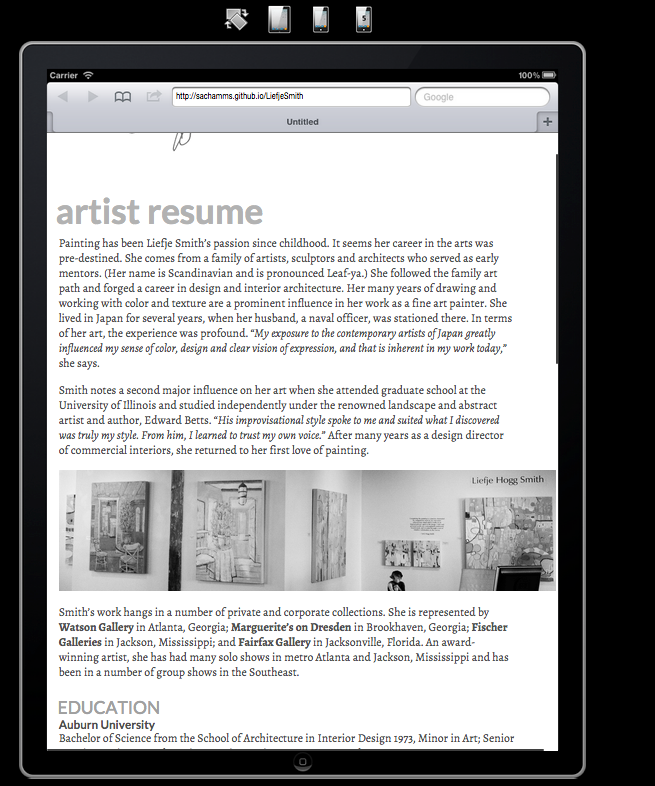 5
Carrier
100%
http://sachamms.github.io/LiefjeSmith
Google
Untitled
+
artist resume
Painting has been Liefje Smith's passion since childhood. It seems her career in the arts was
pre-destined. She comes from a family of artists, sculptors and architects who served as early
mentors. (Her name is Scandinavian and is pronounced Leaf-ya.) She followed the family art
path and forged a career in design and interior architecture. Her many years of drawing and
working with color and texture are a prominent influence in her work as a fine art painter. She
lived in Japan for several years, when her husband, a naval officer, was stationed there. In terms
of her art, the experience was profound. “My exposure to the contemporary artists of Japan greatly
influenced my sense of color, design and clear vision of expression, and that is inherent in my work today,”
she says.
Smith notes a second major influence on her art when she attended graduate school at the
University of Illinois and studied independently under the renowned landscape and abstract
artist and author, Edward Betts. “His improvisational style spoke to me and suited what I discovered
was truly my style. From him, I learned to trust my own voice.” After many years as a design director
of commercial interiors, she returned to her first love of painting.
Liefje Hogg Smith
Smith's work hangs in a number of private and corporate collections. She is represented by
Watson Gallery in Atlanta, Georgia; Marguerite's on Dresden in Brookhaven, Georgia; Fischer
Galleries in Jackson, Mississippi; and Fairfax Gallery in Jacksonville, Florida. An award-
winning artist, she has had many solo shows in metro Atlanta and Jackson, Mississippi and has
been in a number of group shows in the Southeast.
EDUCATION
Auburn University
Bachelor of Science from the School of Architecture in Interior Design 1973, Minor in Art; Senior